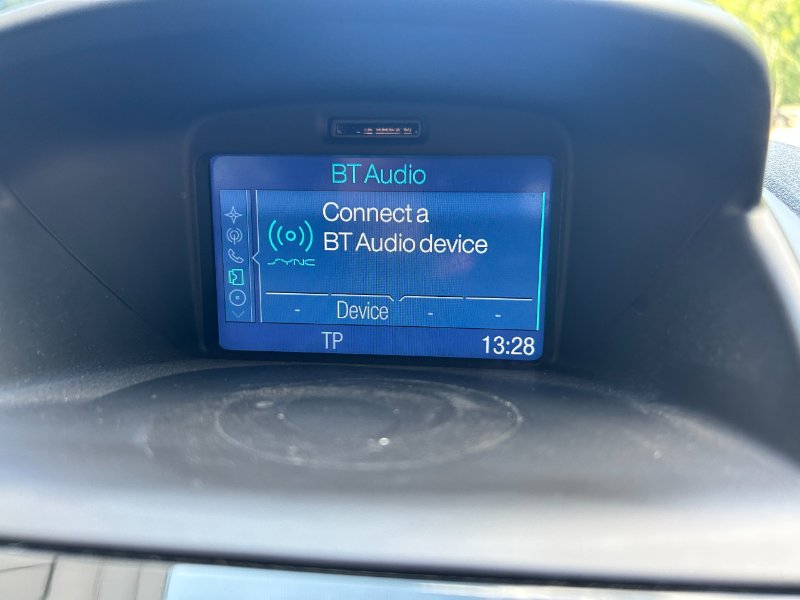 BT Audio
Connect a
BT Audio device
SYNC
- Device - -
TP 13:28